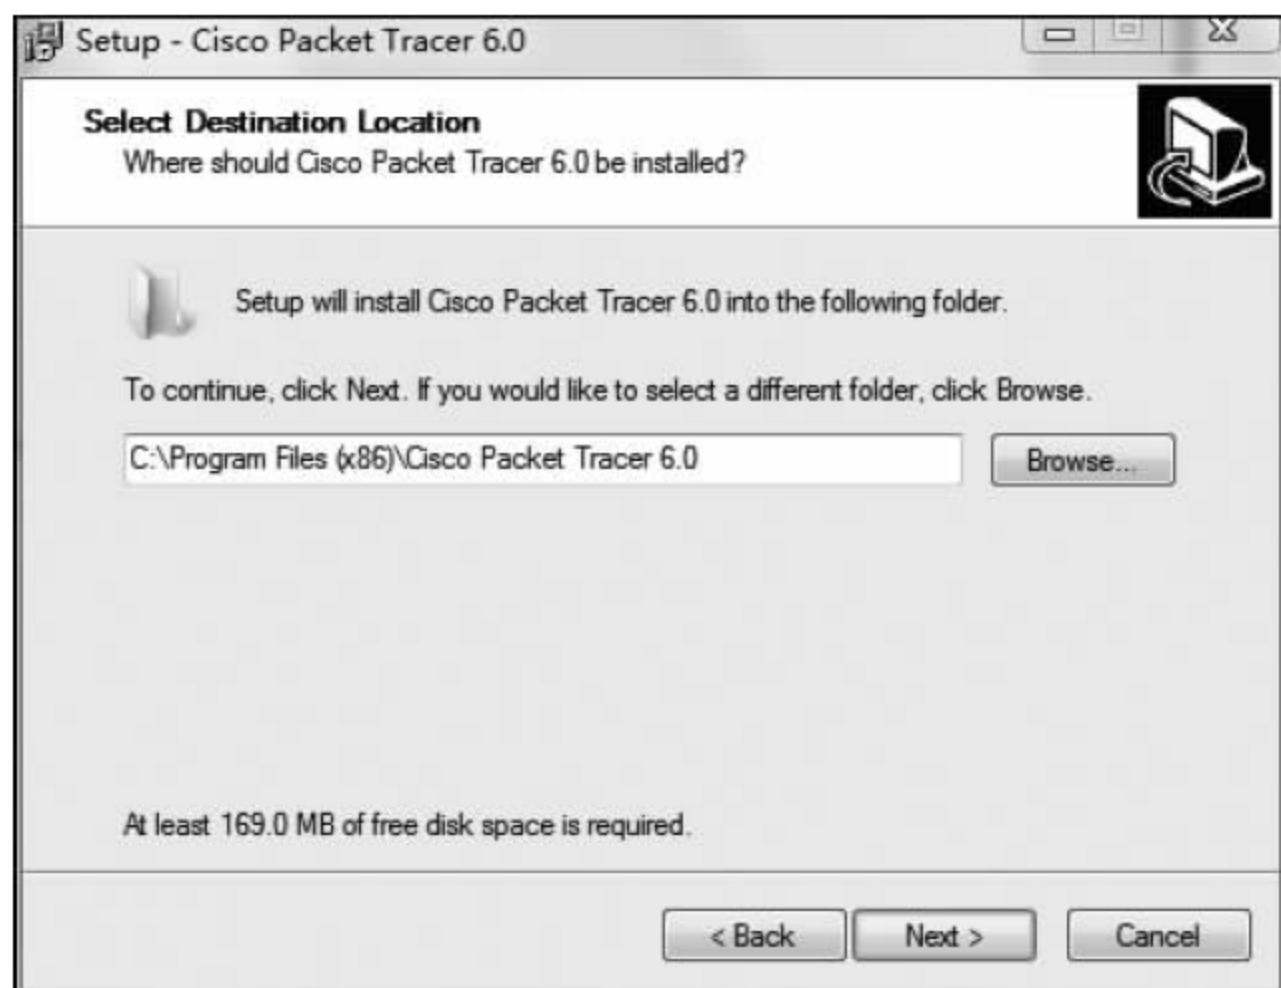 Setup - Cisco Packet Tracer 6.0
Select Destination Location
Where should Cisco Packet Tracer 6.0 be installed?
Setup will install Cisco Packet Tracer 6.0 into the following folder.
To continue, click Next. If you would like to select a different folder, click Browse.
C:\Program Files (x86)\Cisco Packet Tracer 6.0
Browse...
At least 169.0 MB of free disk space is required.
< Back
Next >
Cancel